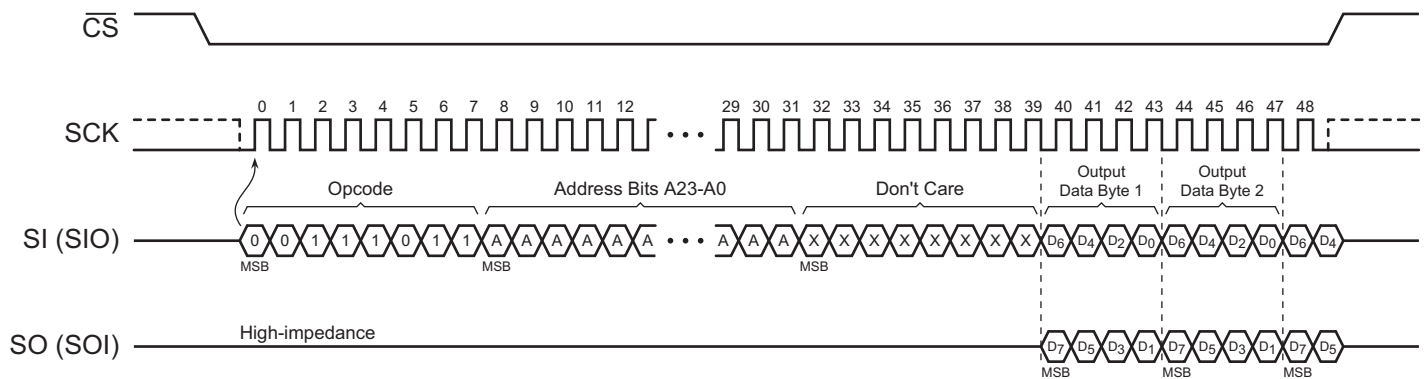 CS
0 1 2 3 4 5 6 7 8 9 10 11 12 29 30 31 32 33 34 35 36 37 38 39 40 41 42 43 44 45 46 47 48
SCK
Opcode Address Bits A23-A0 Don't Care Output Data Byte 1 Output Data Byte 2
SI (SIO) 0 0 1 1 1 0 1 1 A A A A A A A A A X X X X X X X X D6 D4 D2 D0 D6 D4 D2 D0 D6 D4
MSB MSB MSB
High-impedance
SO (SOI) D7 D5 D3 D1 D7 D5 D3 D1 D7 D5
MSB MSB MSB